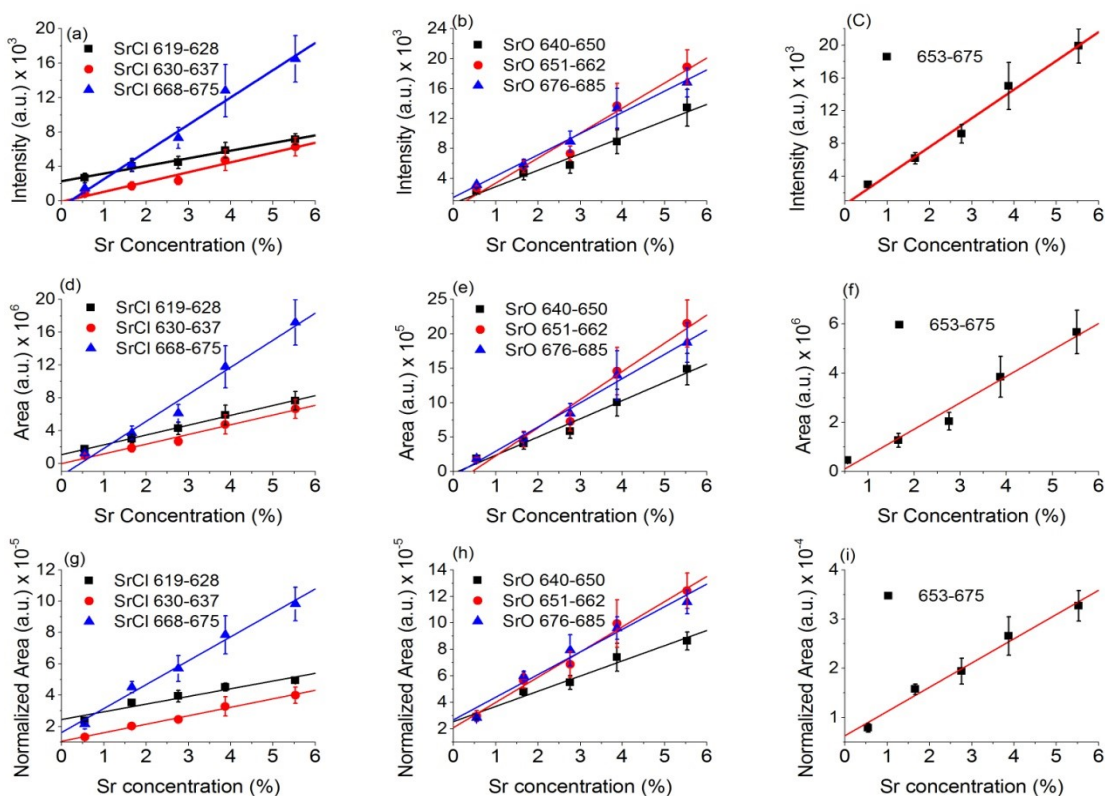 (a)
SrCl 619-628
SrCl 630-637
SrCl 668-675
Intensity (a.u.) x 10³
20
16
12
8
4
0
0 1 2 3 4 5 6
Sr Concentration (%)
(b)
SrO 640-650
SrO 651-662
SrO 676-685
Intensity (a.u.) x 10³
24
20
16
12
8
4
0 1 2 3 4 5 6
Sr Concentration (%)
(C)
653-675
Intensity (a.u.) x 10³
20
16
12
8
4
0 1 2 3 4 5 6
Sr Concentration (%)
(d)
SrCl 619-628
SrCl 630-637
SrCl 668-675
Area (a.u.) x 10⁶
20
16
12
8
4
0
0 1 2 3 4 5 6
Sr Concentration (%)
(e)
SrO 640-650
SrO 651-662
SrO 676-685
Area (a.u.) x 10⁵
25
20
15
10
5
0
0 1 2 3 4 5 6
Sr Concentration (%)
(f)
653-675
Area (a.u.) x 10⁶
6
4
2
0
1 2 3 4 5 6
Sr Concentration (%)
(g)
SrCl 619-628
SrCl 630-637
SrCl 668-675
Normalized Area (a.u.) x 10⁻⁵
12
10
8
6
4
2
0 1 2 3 4 5 6
Sr concentration (%)
(h)
SrO 640-650
SrO 651-662
SrO 676-685
Normalized Area (a.u.) x 10⁻⁵
14
12
10
8
6
4
2
0 1 2 3 4 5 6
Sr concentration (%)
(i)
653-675
Normalized Area (a.u.) x 10⁻⁴
4
3
2
1
0 1 2 3 4 5 6
Sr concentration (%)